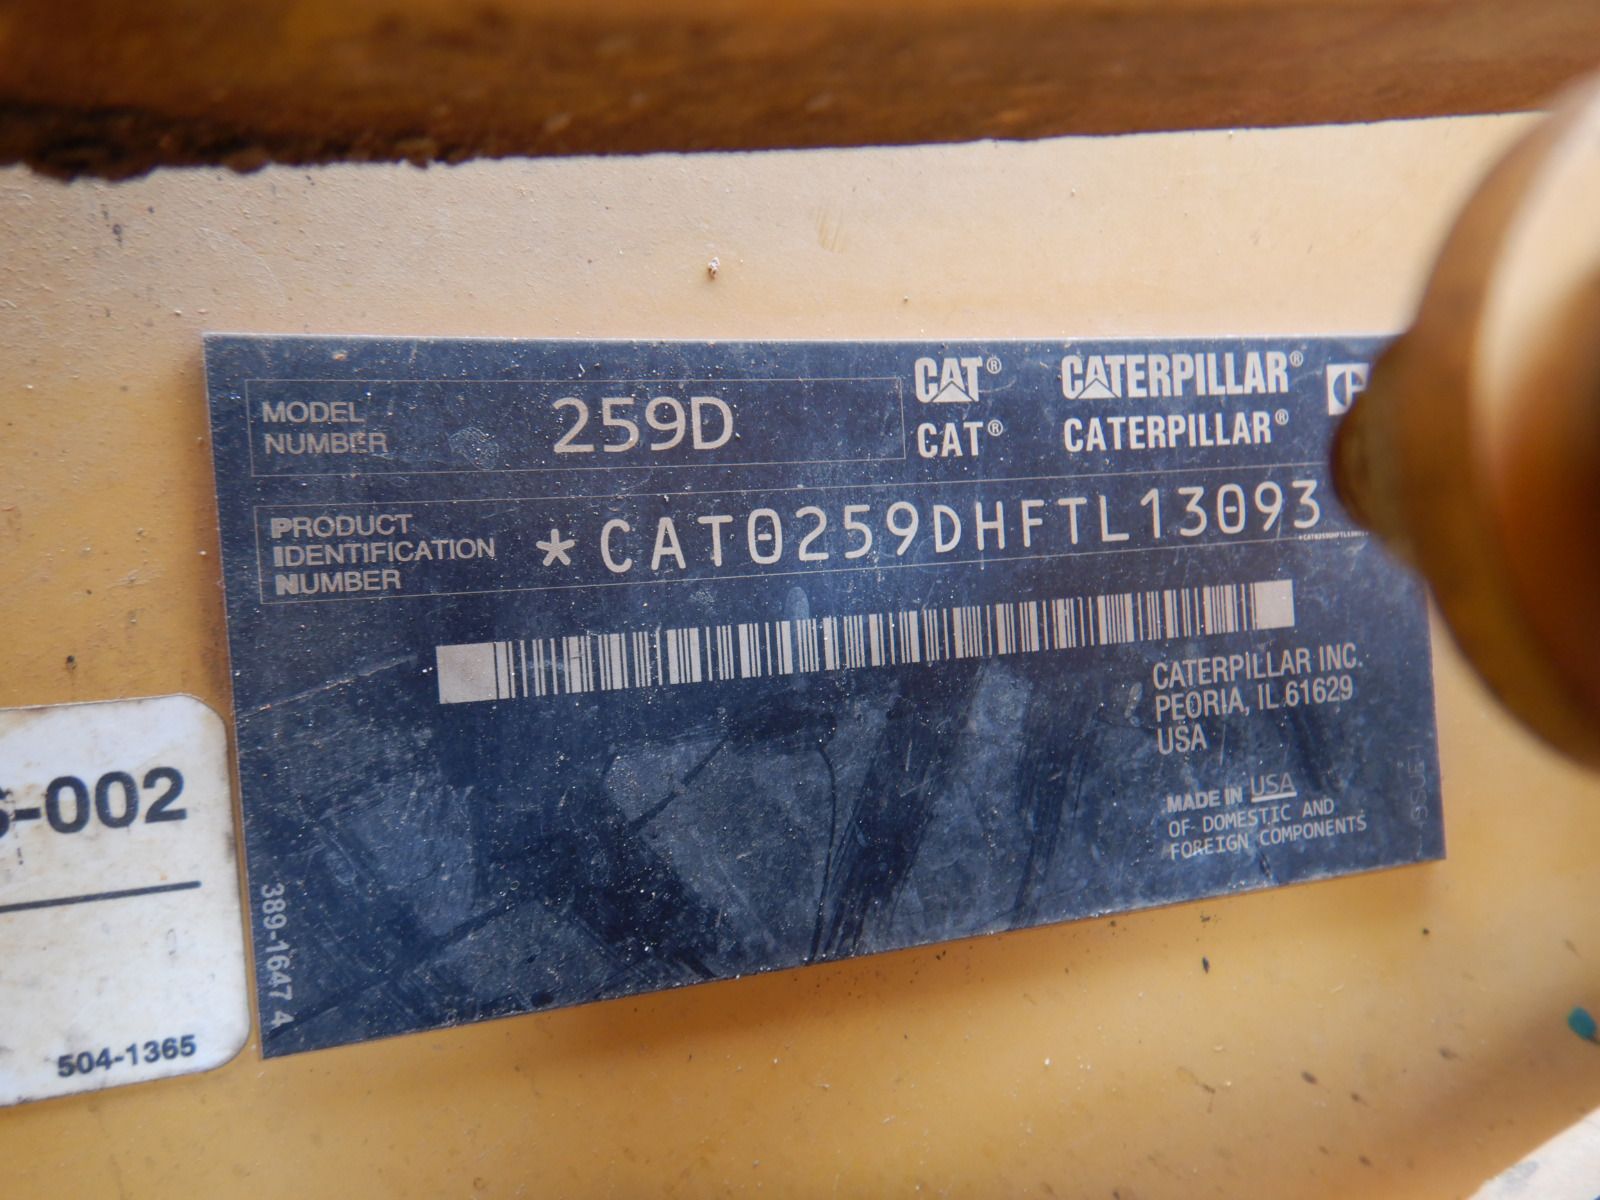 MODEL
NUMBER
259D
CAT® CATERPILLAR®
CAT® CATERPILLAR®
PRODUCT
IDENTIFICATION
NUMBER
*CAT0259DHFTL13093
CATERPILLAR INC.
PEORIA, IL 61629
USA
MADE IN USA
OF DOMESTIC AND
FOREIGN COMPONENTS
389-1647 4
-002
504-1365